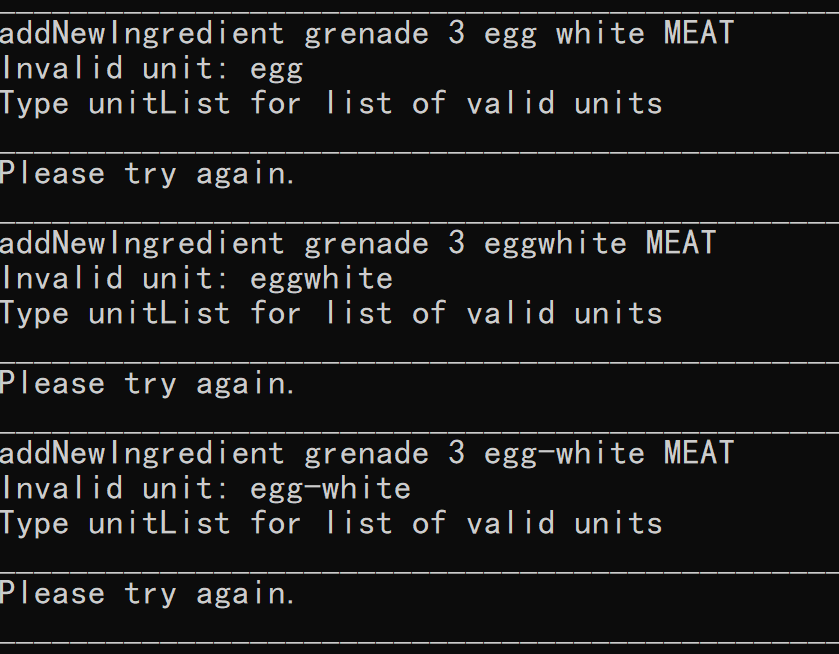 addNewIngredient grenade 3 egg white MEAT
Invalid unit: egg
Type unitList for list of valid units
Please try again.
addNewIngredient grenade 3 eggwhite MEAT
Invalid unit: eggwhite
Type unitList for list of valid units
Please try again.
addNewIngredient grenade 3 egg-white MEAT
Invalid unit: egg-white
Type unitList for list of valid units
Please try again.